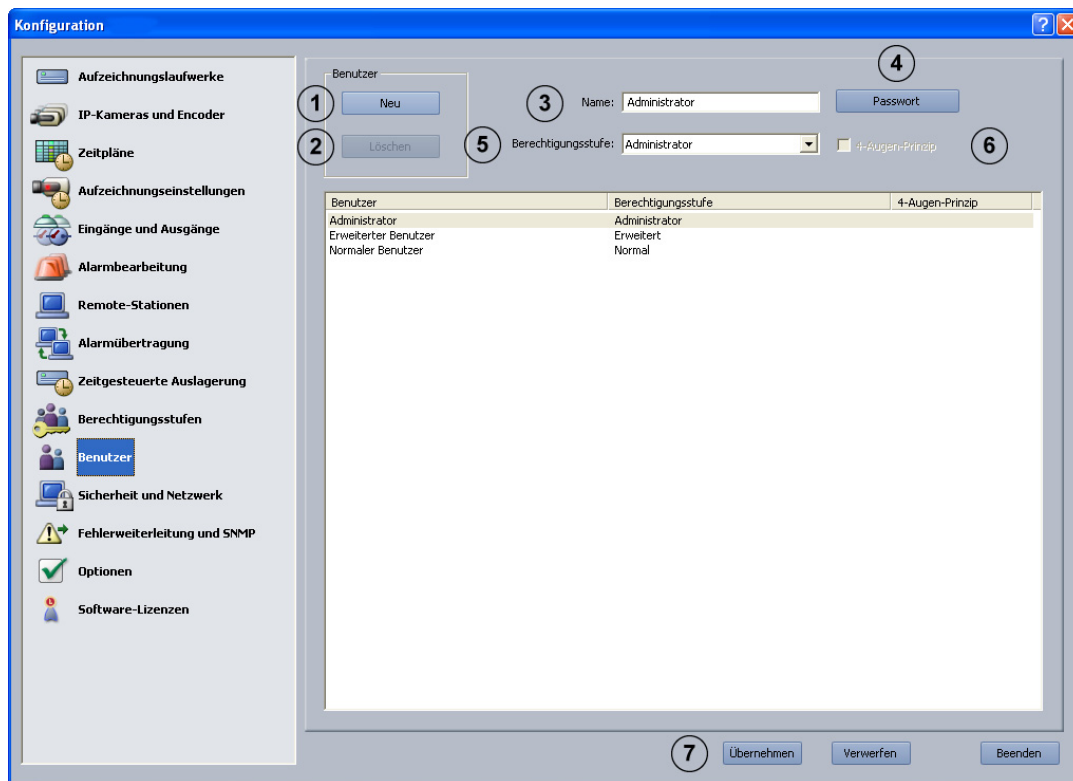 Konfiguration
Aufzeichnungslaufwerke
IP-Kameras und Encoder
Zeitpläne
Aufzeichnungseinstellungen
Eingänge und Ausgänge
Alarmbearbeitung
Remote-Stationen
Alarmübertragung
Zeitgesteuerte Auslagerung
Berechtigungsstufen
Benutzer
Sicherheit und Netzwerk
Fehlerweiterleitung und SNMP
Optionen
Software-Lizenzen
Benutzer
1 Neu
2 Löschen
3 Name: Administrator
4
Passwort
5 Berechtigungsstufe: Administrator
4-Augen-Prinzip 6
Benutzer Berechtigungsstufe 4-Augen-Prinzip
Administrator Administrator
Erweiterter Benutzer Erweitert
Normaler Benutzer Normal
7 Übernehmen Verwerfen Beenden